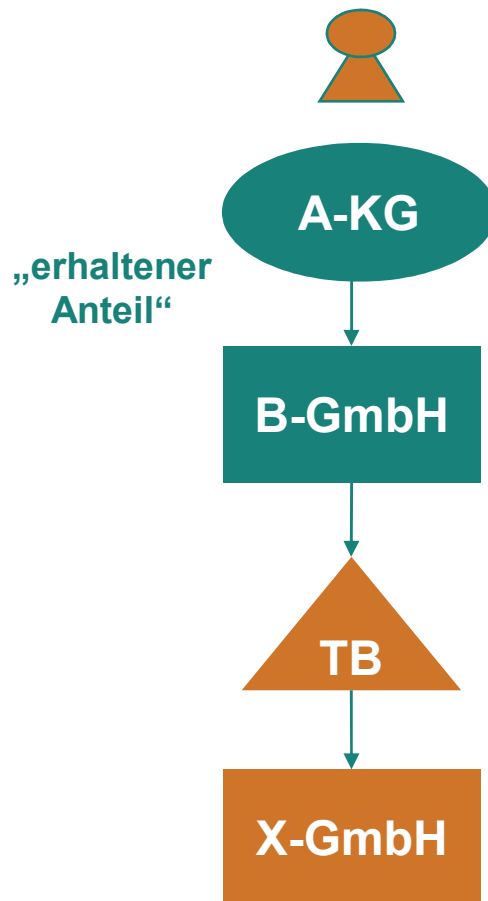 A-KG
„erhaltener
Anteil“
B-GmbH
TB
X-GmbH